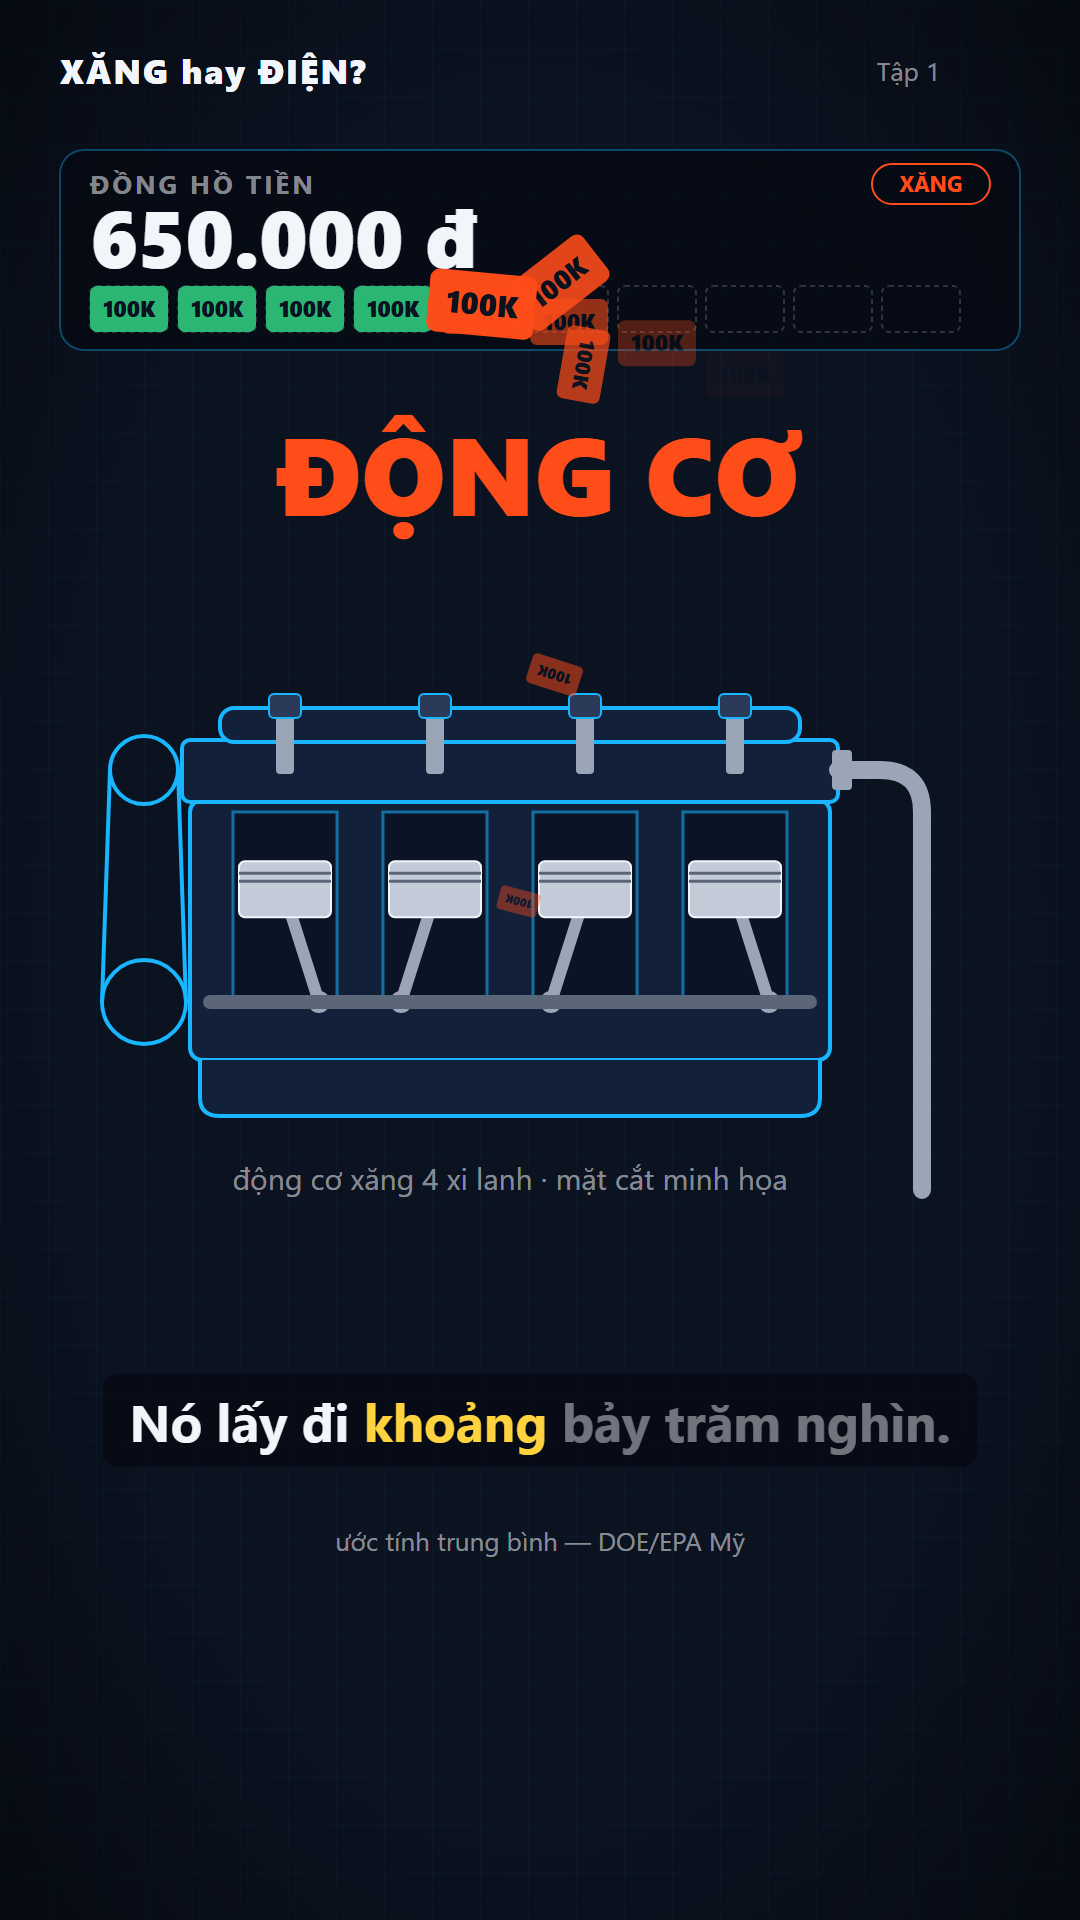 XĂNG hay ĐIỆN?
Tập 1
ĐỒNG HỒ TIỀN
XĂNG
650.000 đ
100K 100K 100K 100K 100K 100K 100K
100K
100K
100K
ĐỘNG CƠ
100K
100K
động cơ xăng 4 xi lanh · mặt cắt minh họa
Nó lấy đi khoảng bảy trăm nghìn.
ước tính trung bình — DOE/EPA Mỹ